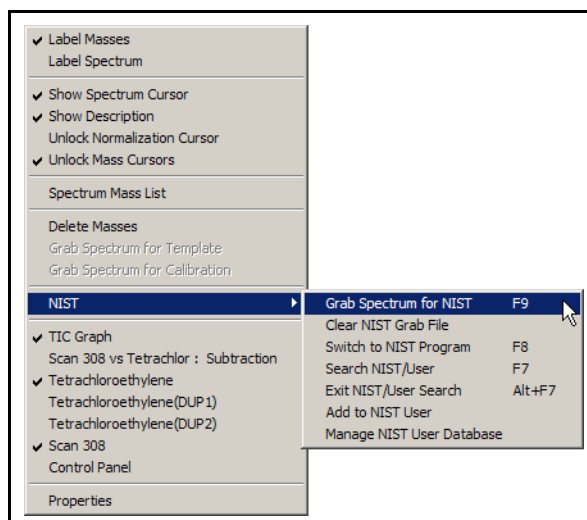 Label Masses
Label Spectrum
Show Spectrum Cursor
Show Description
Unlock Normalization Cursor
Unlock Mass Cursors
Spectrum Mass List
Delete Masses
Grab Spectrum for Template
Grab Spectrum for Calibration
NIST
TIC Graph
Scan 308 vs Tetrachlor : Subtraction
Tetrachloroethylene
Tetrachloroethylene(DUP1)
Tetrachloroethylene(DUP2)
Scan 308
Control Panel
Properties
Grab Spectrum for NIST F9
Clear NIST Grab File
Switch to NIST Program F8
Search NIST/User F7
Exit NIST/User Search Alt+F7
Add to NIST User
Manage NIST User Database